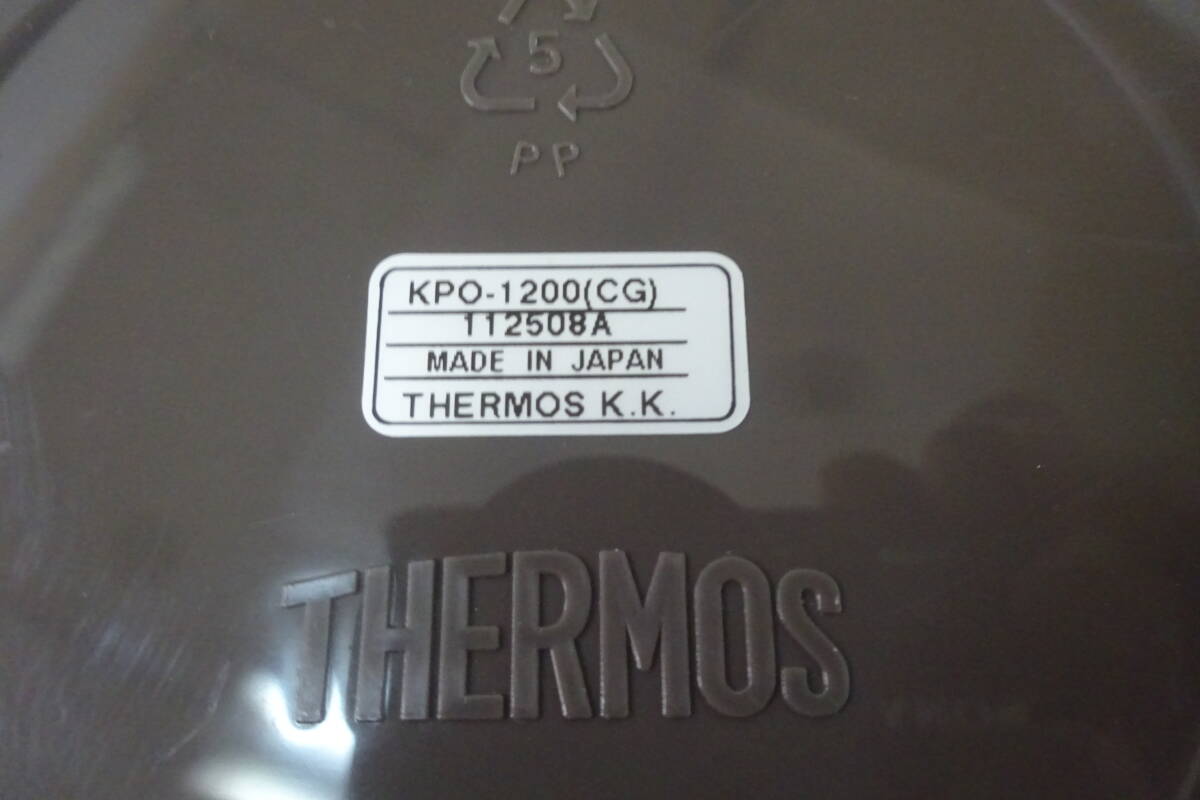 5
PP
KPO-1200(CG)
112508A
MADE IN JAPAN
THERMOS K.K.
THERMOS